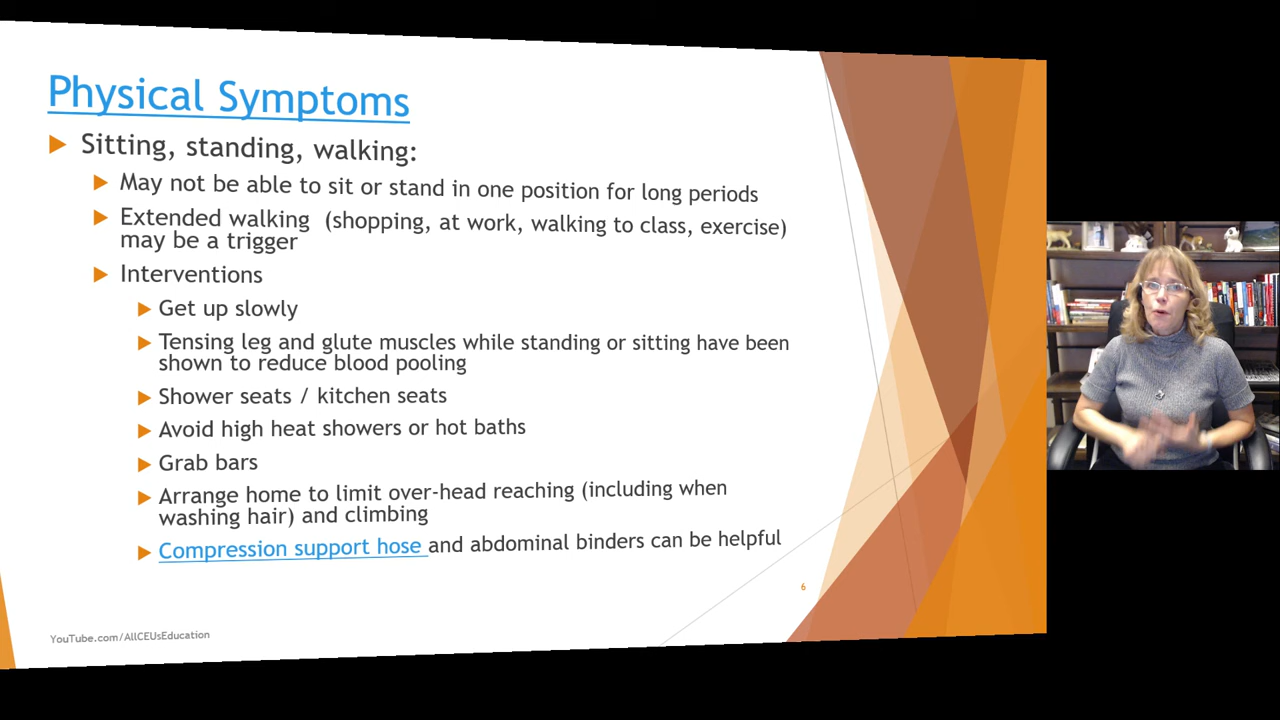 Physical Symptoms
Sitting, standing, walking:
May not be able to sit or stand in one position for long periods
Extended walking (shopping, at work, walking to class, exercise)
may be a trigger
Interventions
Get up slowly
Tensing leg and glute muscles while standing or sitting have been
shown to reduce blood pooling
Shower seats / kitchen seats
Avoid high heat showers or hot baths
Grab bars
Arrange home to limit over-head reaching (including when
washing hair) and climbing
Compression support hose and abdominal binders can be helpful
6
YouTube.com/AllCEUsEducation